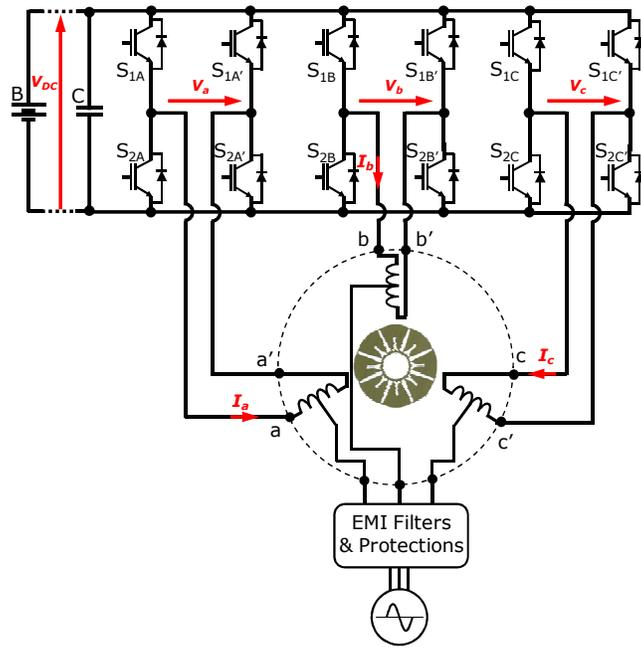 B
V_DC
C
S_1A
V_a
S_1A′
S_1B
V_b
S_1B′
S_1C
V_c
S_1C′
S_2A
S_2A′
S_2B
I_b
S_2B′
S_2C
S_2C′
b
b′
a′
c
I_c
I_a
a
c′
EMI Filters
& Protections